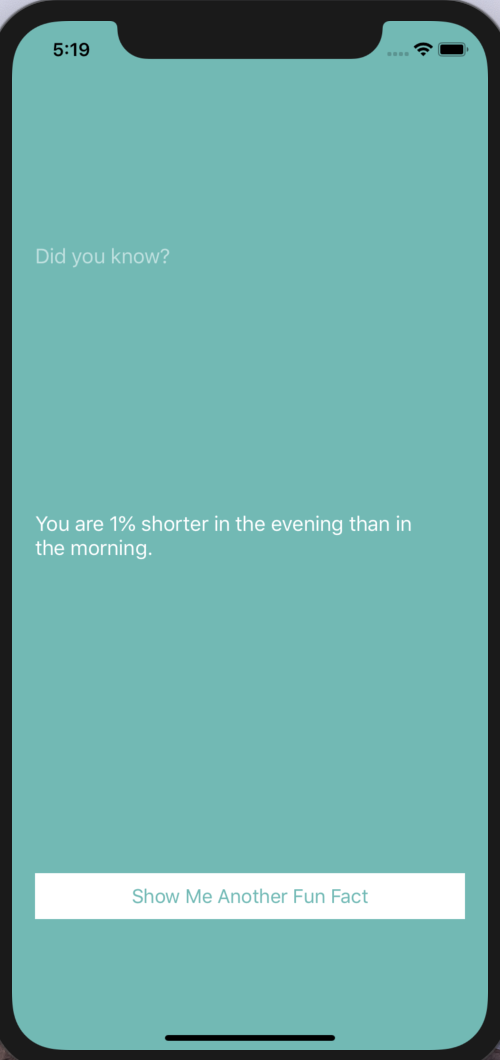 5:19
Did you know?
You are 1% shorter in the evening than in
the morning.
Show Me Another Fun Fact